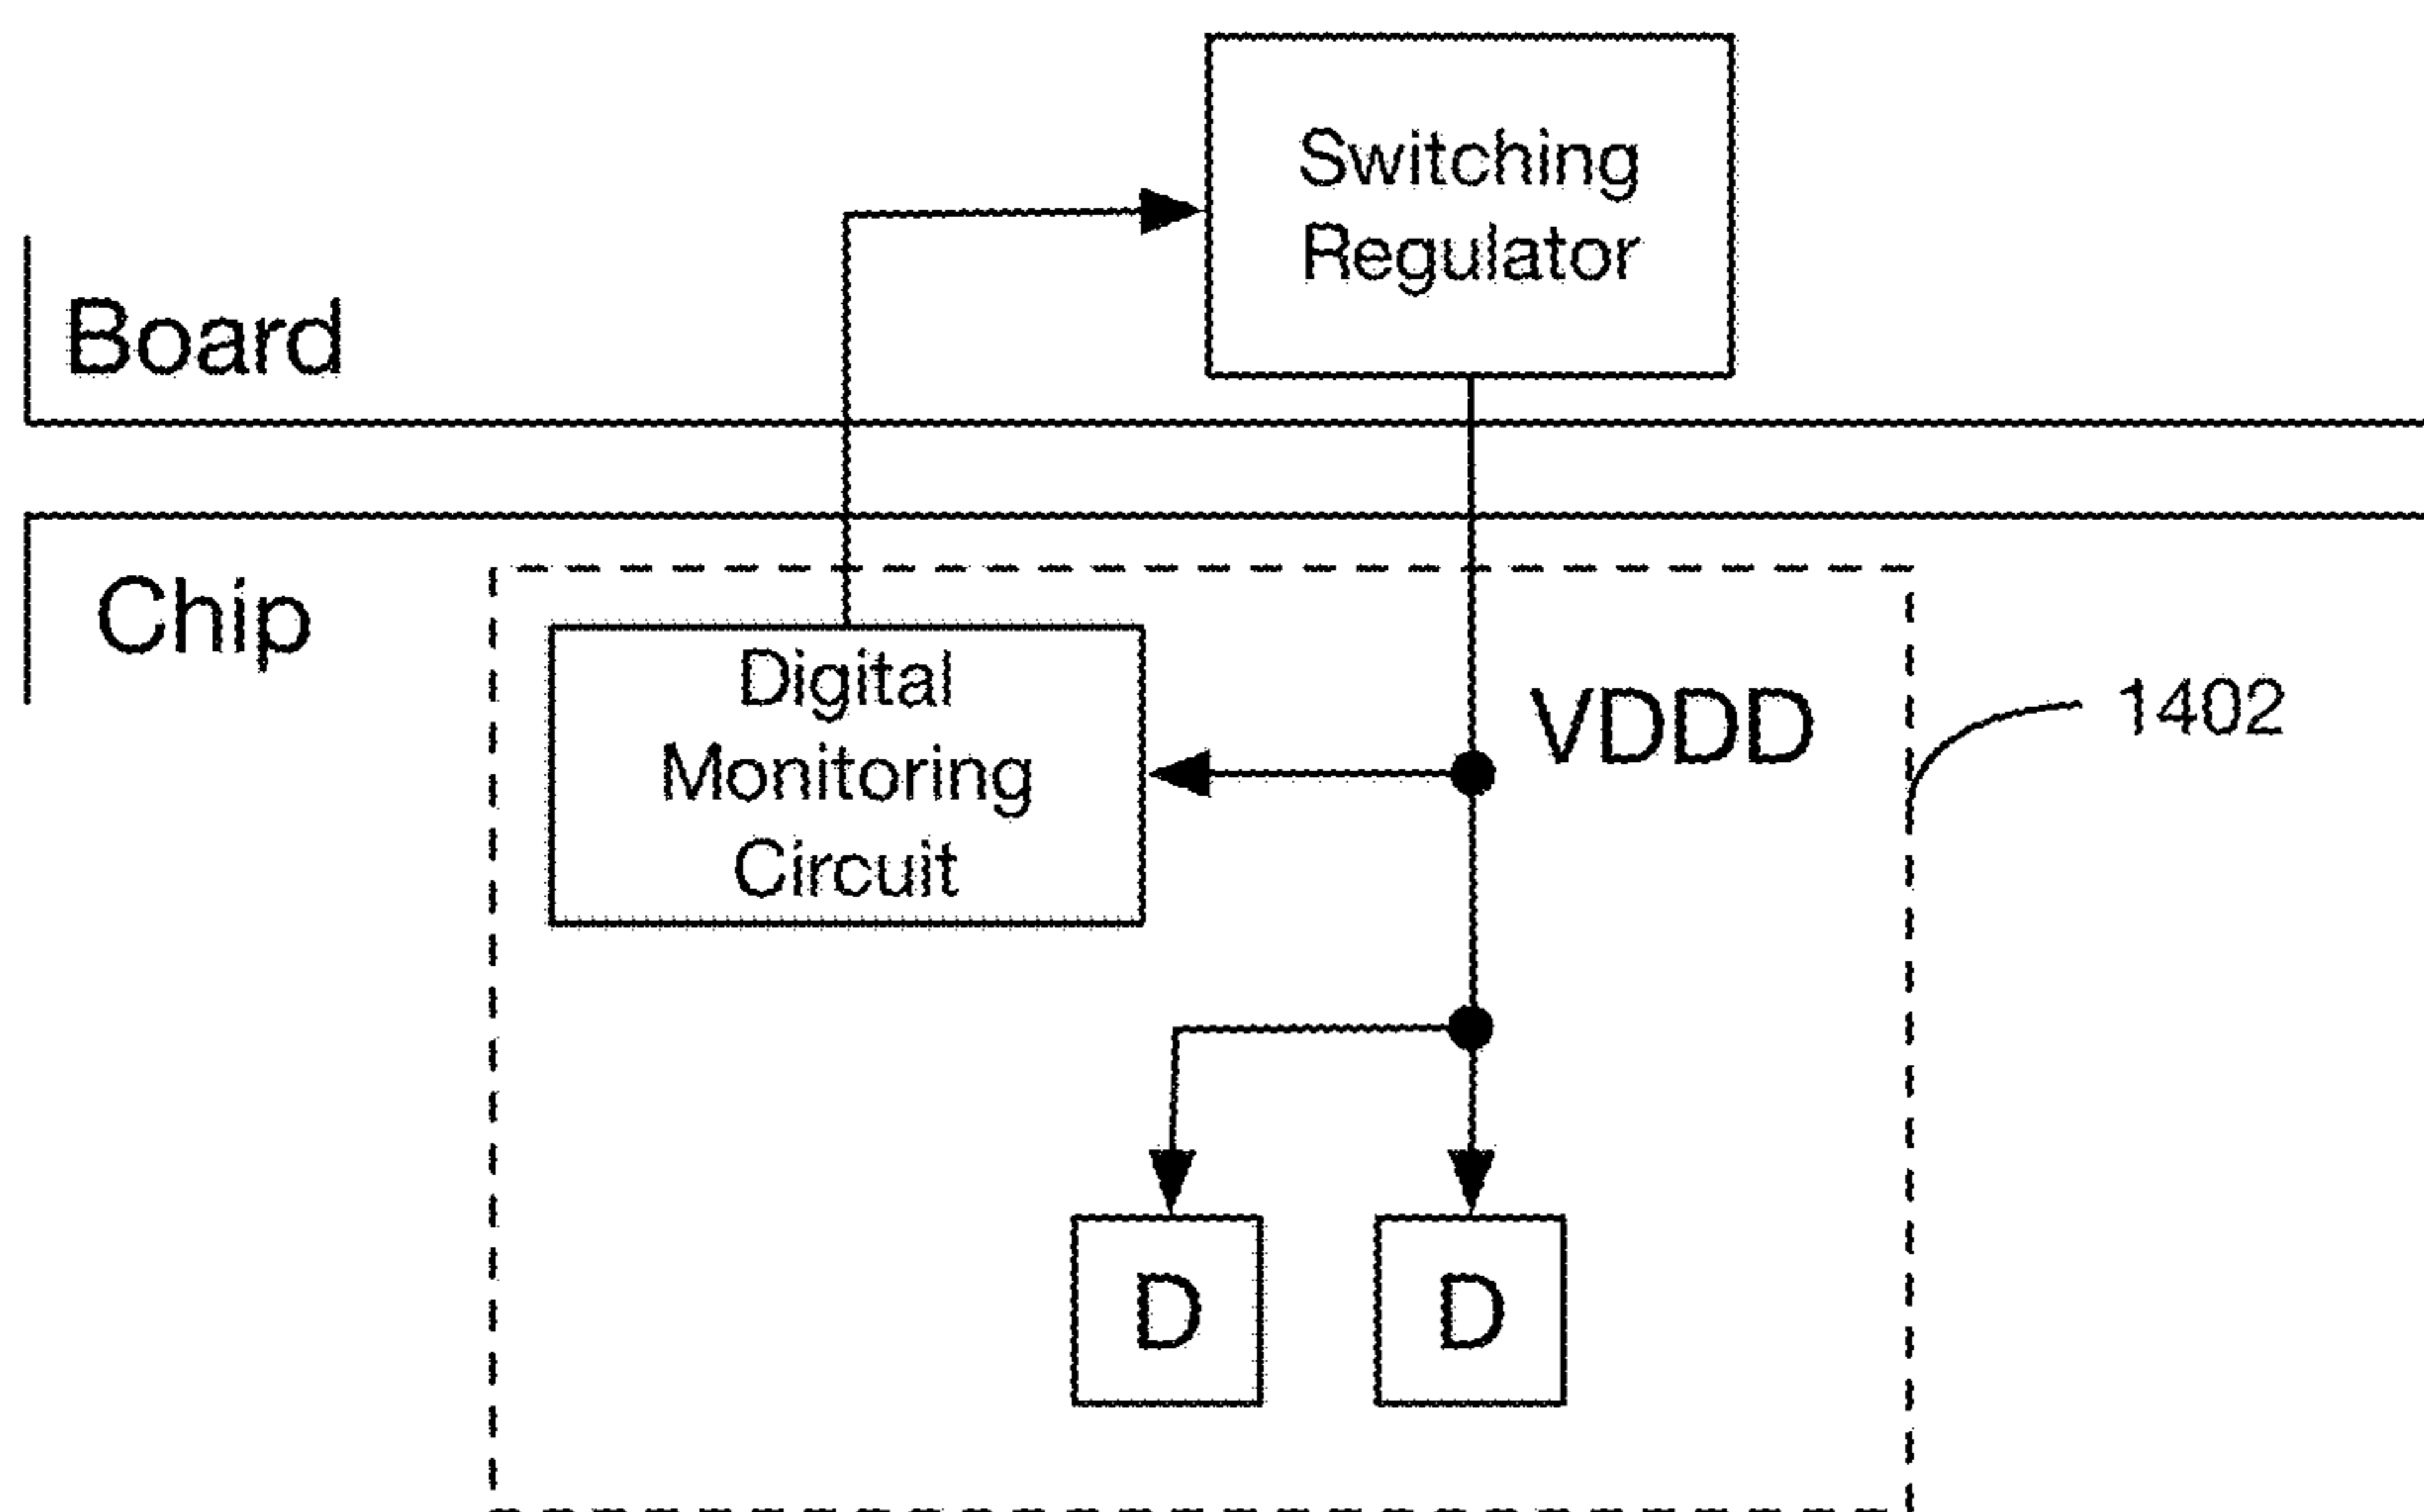 Switching
Regulator
Board
Chip
Digital
Monitoring
Circuit
VDDD
1402
D
D